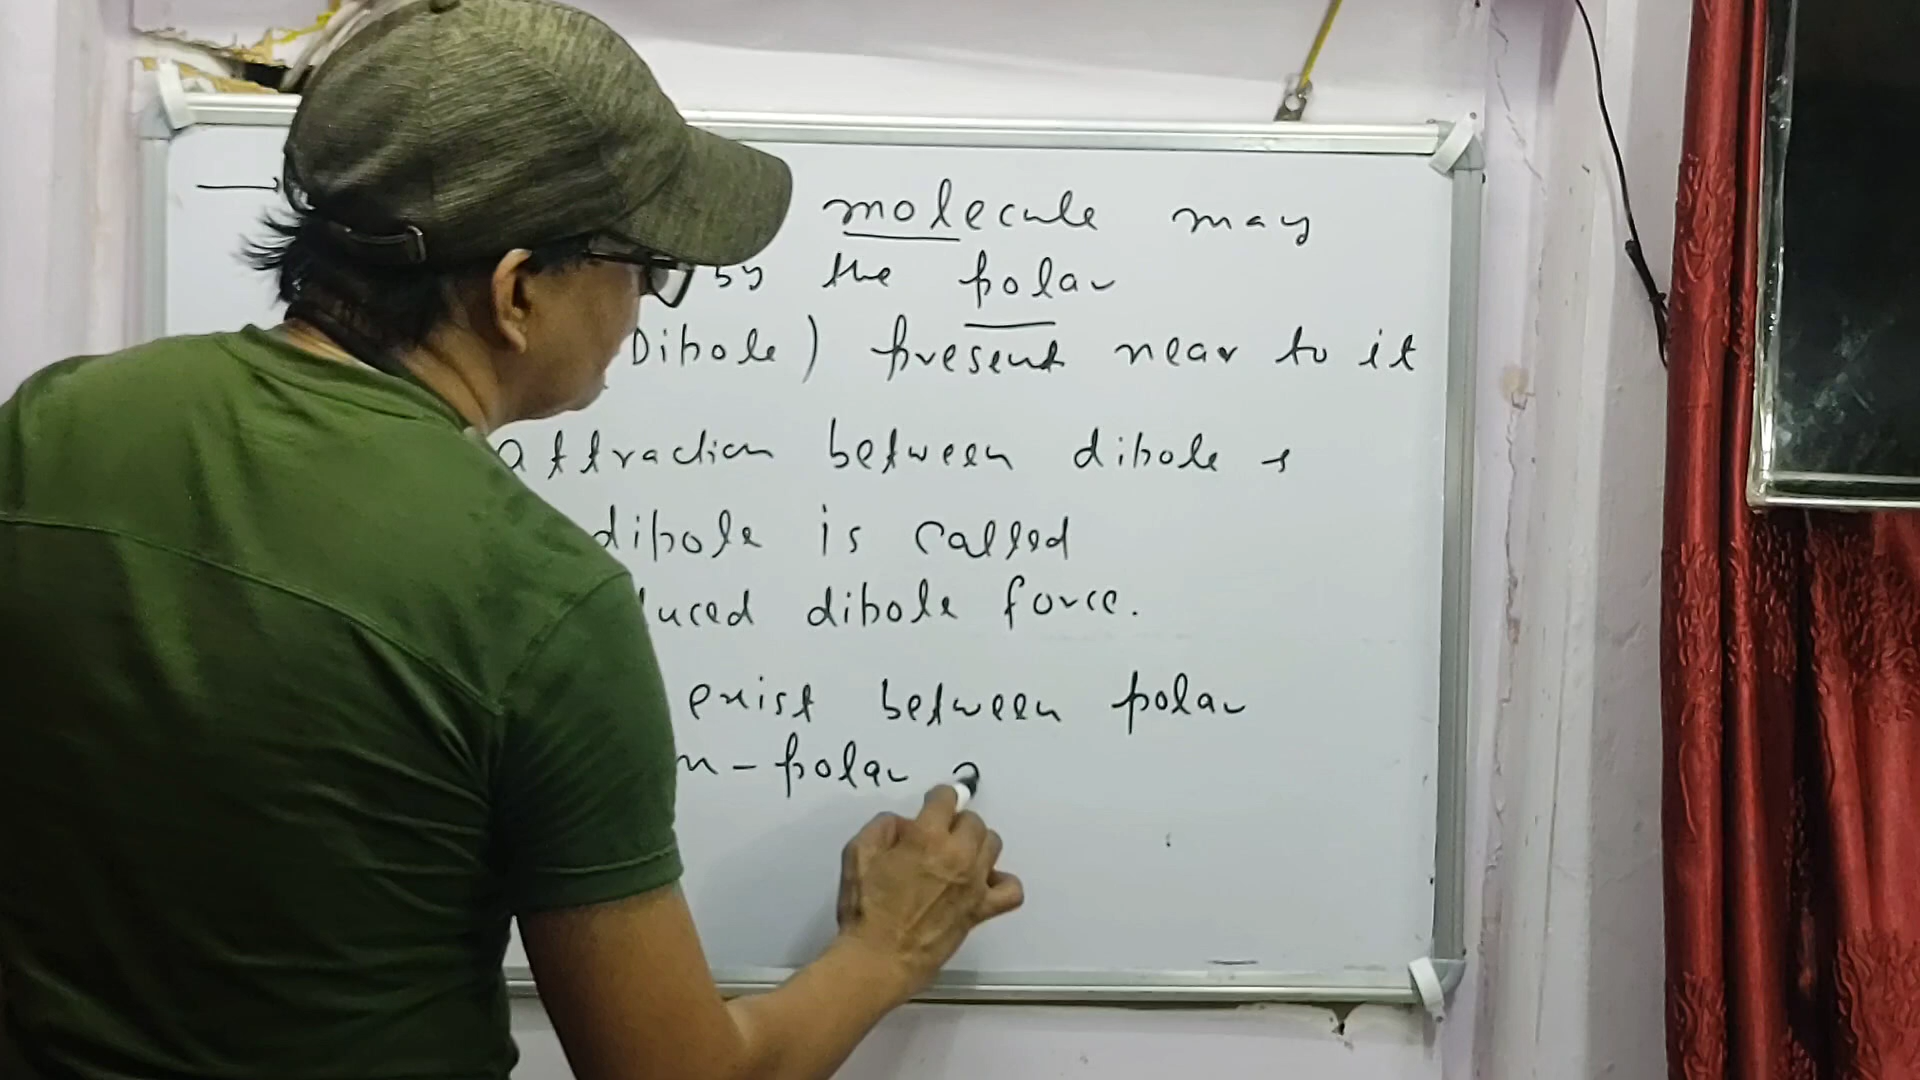 molecule may
by the polar
Dipole) present near to it
attraction between dipole &
dipole is called
duced dipole force.
exist between polar
n-polar